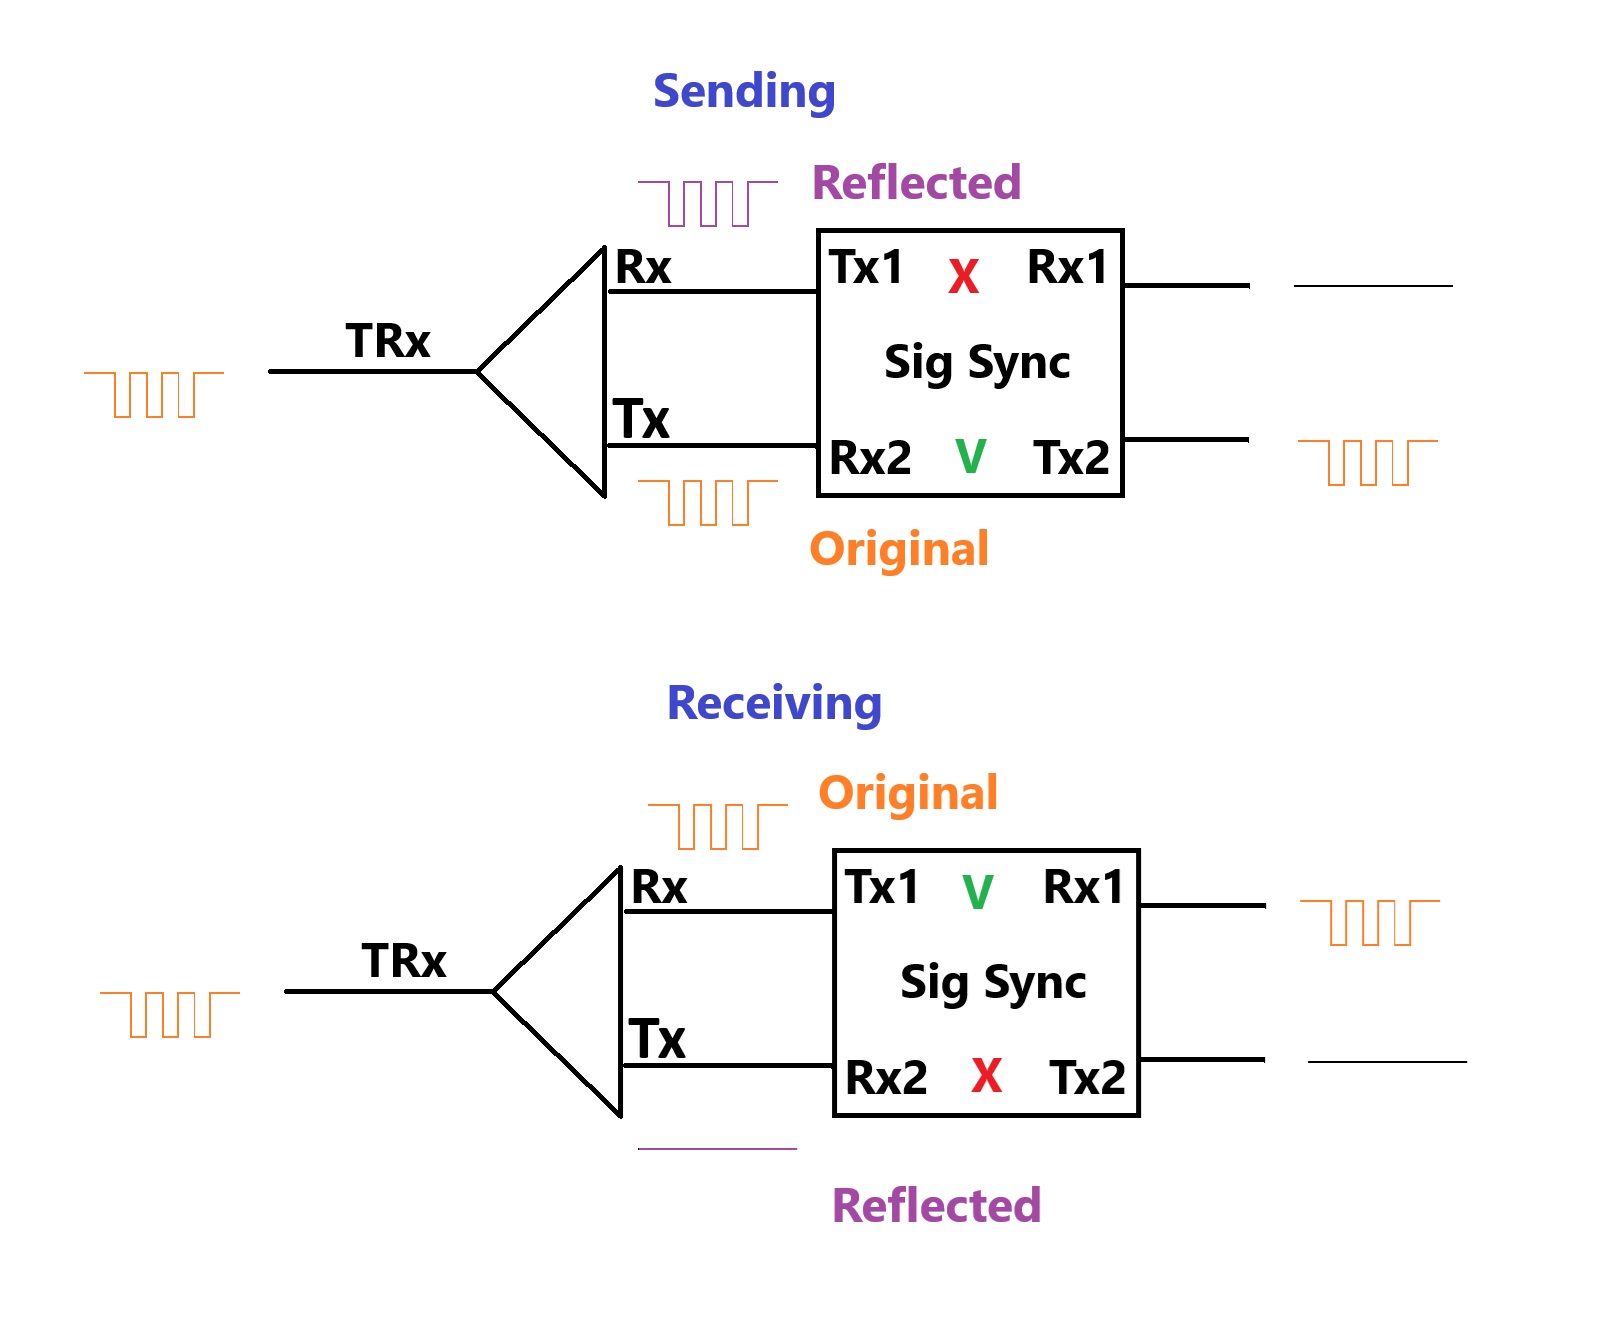 Sending
Reflected
Rx
Tx1 X Rx1
TRx
Sig Sync
Tx
Rx2 V Tx2
Original
Receiving
Original
Rx
Tx1 V Rx1
TRx
Sig Sync
Tx
Rx2 X Tx2
Reflected